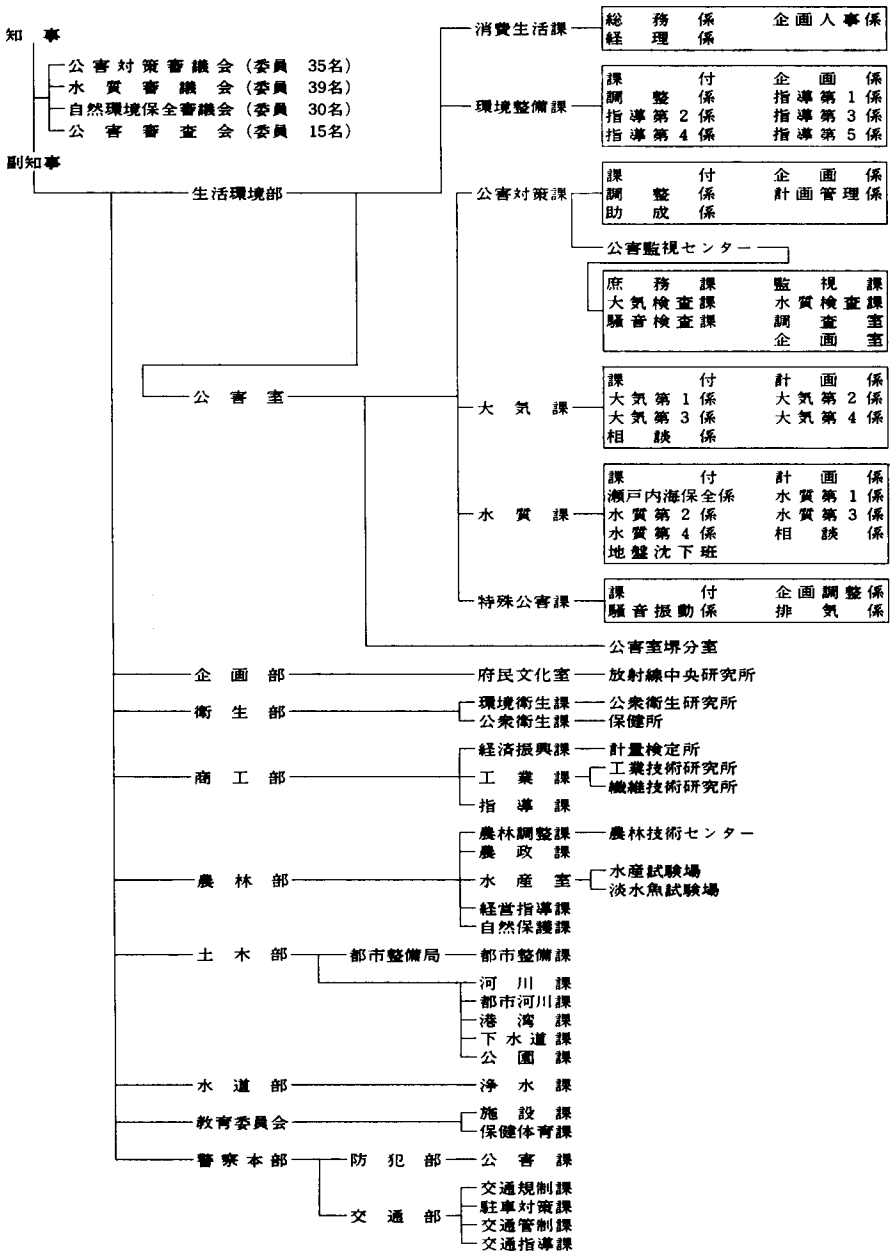 知事
公害対策審議会(委員 35名)
水質審議会(委員 39名)
自然環境保全審議会(委員 30名)
公害審査会(委員 15名)
副知事
生活環境部
消費生活課
総務係 企画人事係
経理係
環境整備課
課付 企画係
調整係 指導第1係
指導第2係 指導第3係
指導第4係 指導第5係
公害室
公害対策課
課付 企画係
調整係 計画管理係
助成係
公害監視センター
庶務課 監視課
大気検査課 水質検査課
騒音検査課 調査室
企画室
大気課
課付 計画係
大気第1係 大気第2係
大気第3係 大気第4係
相談係
水質課
課付 計画係
瀬戸内海保全係 水質第1係
水質第2係 水質第3係
水質第4係 相談係
地盤沈下班
特殊公害課
課付 企画調整係
騒音振動係 排気係
公害室堺分室
企画部 府民文化室 放射線中央研究所
衛生部
環境衛生課 公衆衛生研究所
公衆衛生課 保健所
商工部
経済振興課 計量検定所
工業課
工業技術研究所
繊維技術研究所
指導課
農林部
農林調整課 農林技術センター
農政課
水産室
水産試験場
淡水魚試験場
経営指導課
自然保護課
土木部 都市整備局 都市整備課
河川課
都市河川課
港湾課
下水道課
公園課
水道部 浄水課
教育委員会
施設課
保健体育課
警察本部 防犯部 公害課
交通部
交通規制課
駐車対策課
交通管制課
交通指導課